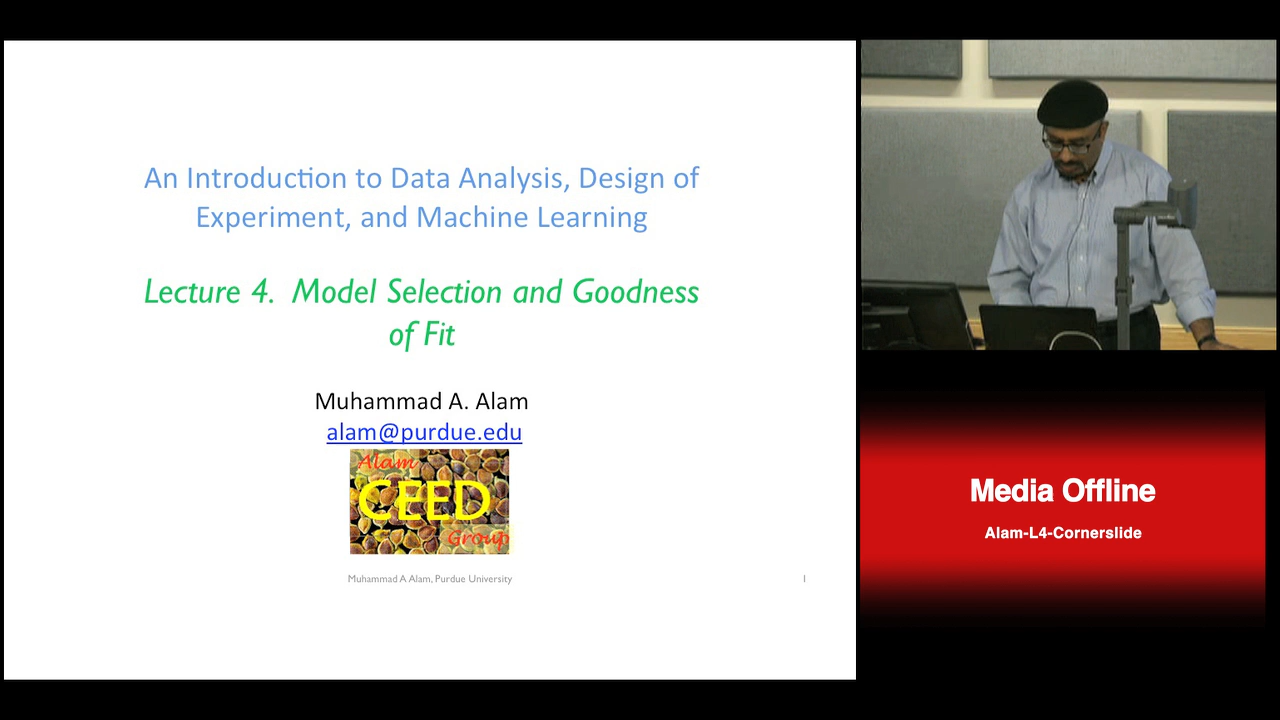 An Introduction to Data Analysis, Design of
Experiment, and Machine Learning
Lecture 4. Model Selection and Goodness
of Fit
Muhammad A. Alam
alam@purdue.edu
Alam
CEED
Group
Muhammad A Alam, Purdue University
1
Media Offline
Alam-L4-Cornerslide